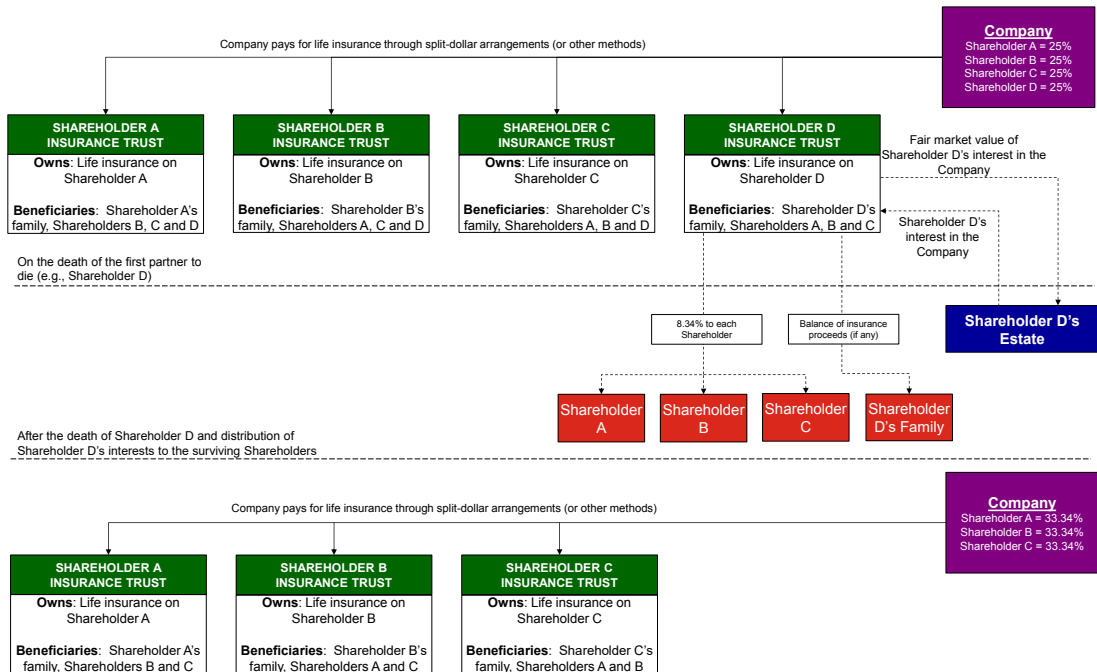 Company
Shareholder A = 25%
Shareholder B = 25%
Shareholder C = 25%
Shareholder D = 25%
Company pays for life insurance through split-dollar arrangements (or other methods)
SHAREHOLDER A
INSURANCE TRUST
Owns: Life insurance on
Shareholder A
Beneficiaries: Shareholder A's
family, Shareholders B, C and D
SHAREHOLDER B
INSURANCE TRUST
Owns: Life insurance on
Shareholder B
Beneficiaries: Shareholder B's
family, Shareholders A, C and D
SHAREHOLDER C
INSURANCE TRUST
Owns: Life insurance on
Shareholder C
Beneficiaries: Shareholder C's
family, Shareholders A, B and D
SHAREHOLDER D
INSURANCE TRUST
Owns: Life insurance on
Shareholder D
Beneficiaries: Shareholder D's
family, Shareholders A, B and C
Fair market value of
Shareholder D's interest in the
Company
Shareholder D's
interest in the
Company
On the death of the first partner to
die (e.g., Shareholder D)
8.34% to each
Shareholder
Balance of insurance
proceeds (if any)
Shareholder D's
Estate
Shareholder
A
Shareholder
B
Shareholder
C
Shareholder
D's Family
After the death of Shareholder D and distribution of
Shareholder D's interests to the surviving Shareholders
Company
Shareholder A = 33.34%
Shareholder B = 33.34%
Shareholder C = 33.34%
Company pays for life insurance through split-dollar arrangements (or other methods)
SHAREHOLDER A
INSURANCE TRUST
Owns: Life insurance on
Shareholder A
Beneficiaries: Shareholder A's
family, Shareholders B and C
SHAREHOLDER B
INSURANCE TRUST
Owns: Life insurance on
Shareholder B
Beneficiaries: Shareholder B's
family, Shareholders A and C
SHAREHOLDER C
INSURANCE TRUST
Owns: Life insurance on
Shareholder C
Beneficiaries: Shareholder C's
family, Shareholders A and B